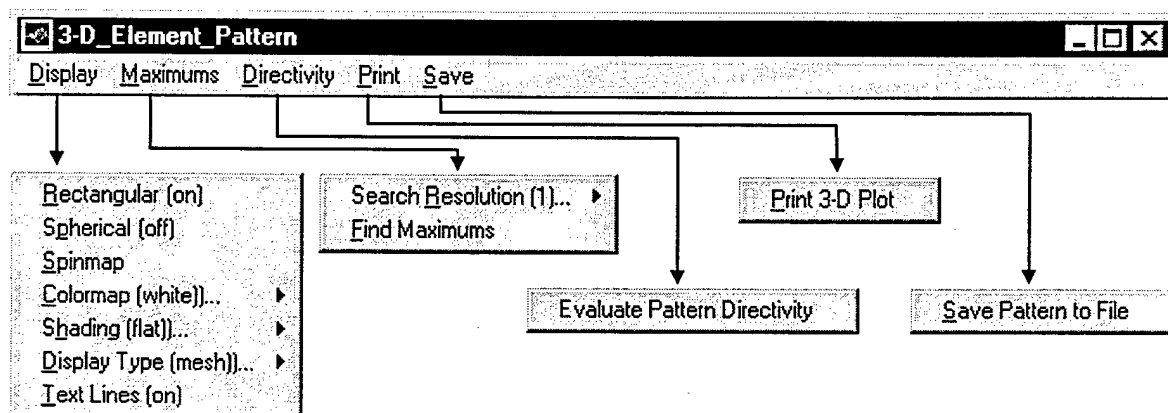 3-D_Element_Pattern
Display Maximums Directivity Print Save
Rectangular (on)
Spherical (off)
Spinmap
Colormap (white))...
Shading (flat))...
Display Type (mesh))...
Text Lines (on)
Search Resolution (1)...
Find Maximums
Evaluate Pattern Directivity
Print 3-D Plot
Save Pattern to File